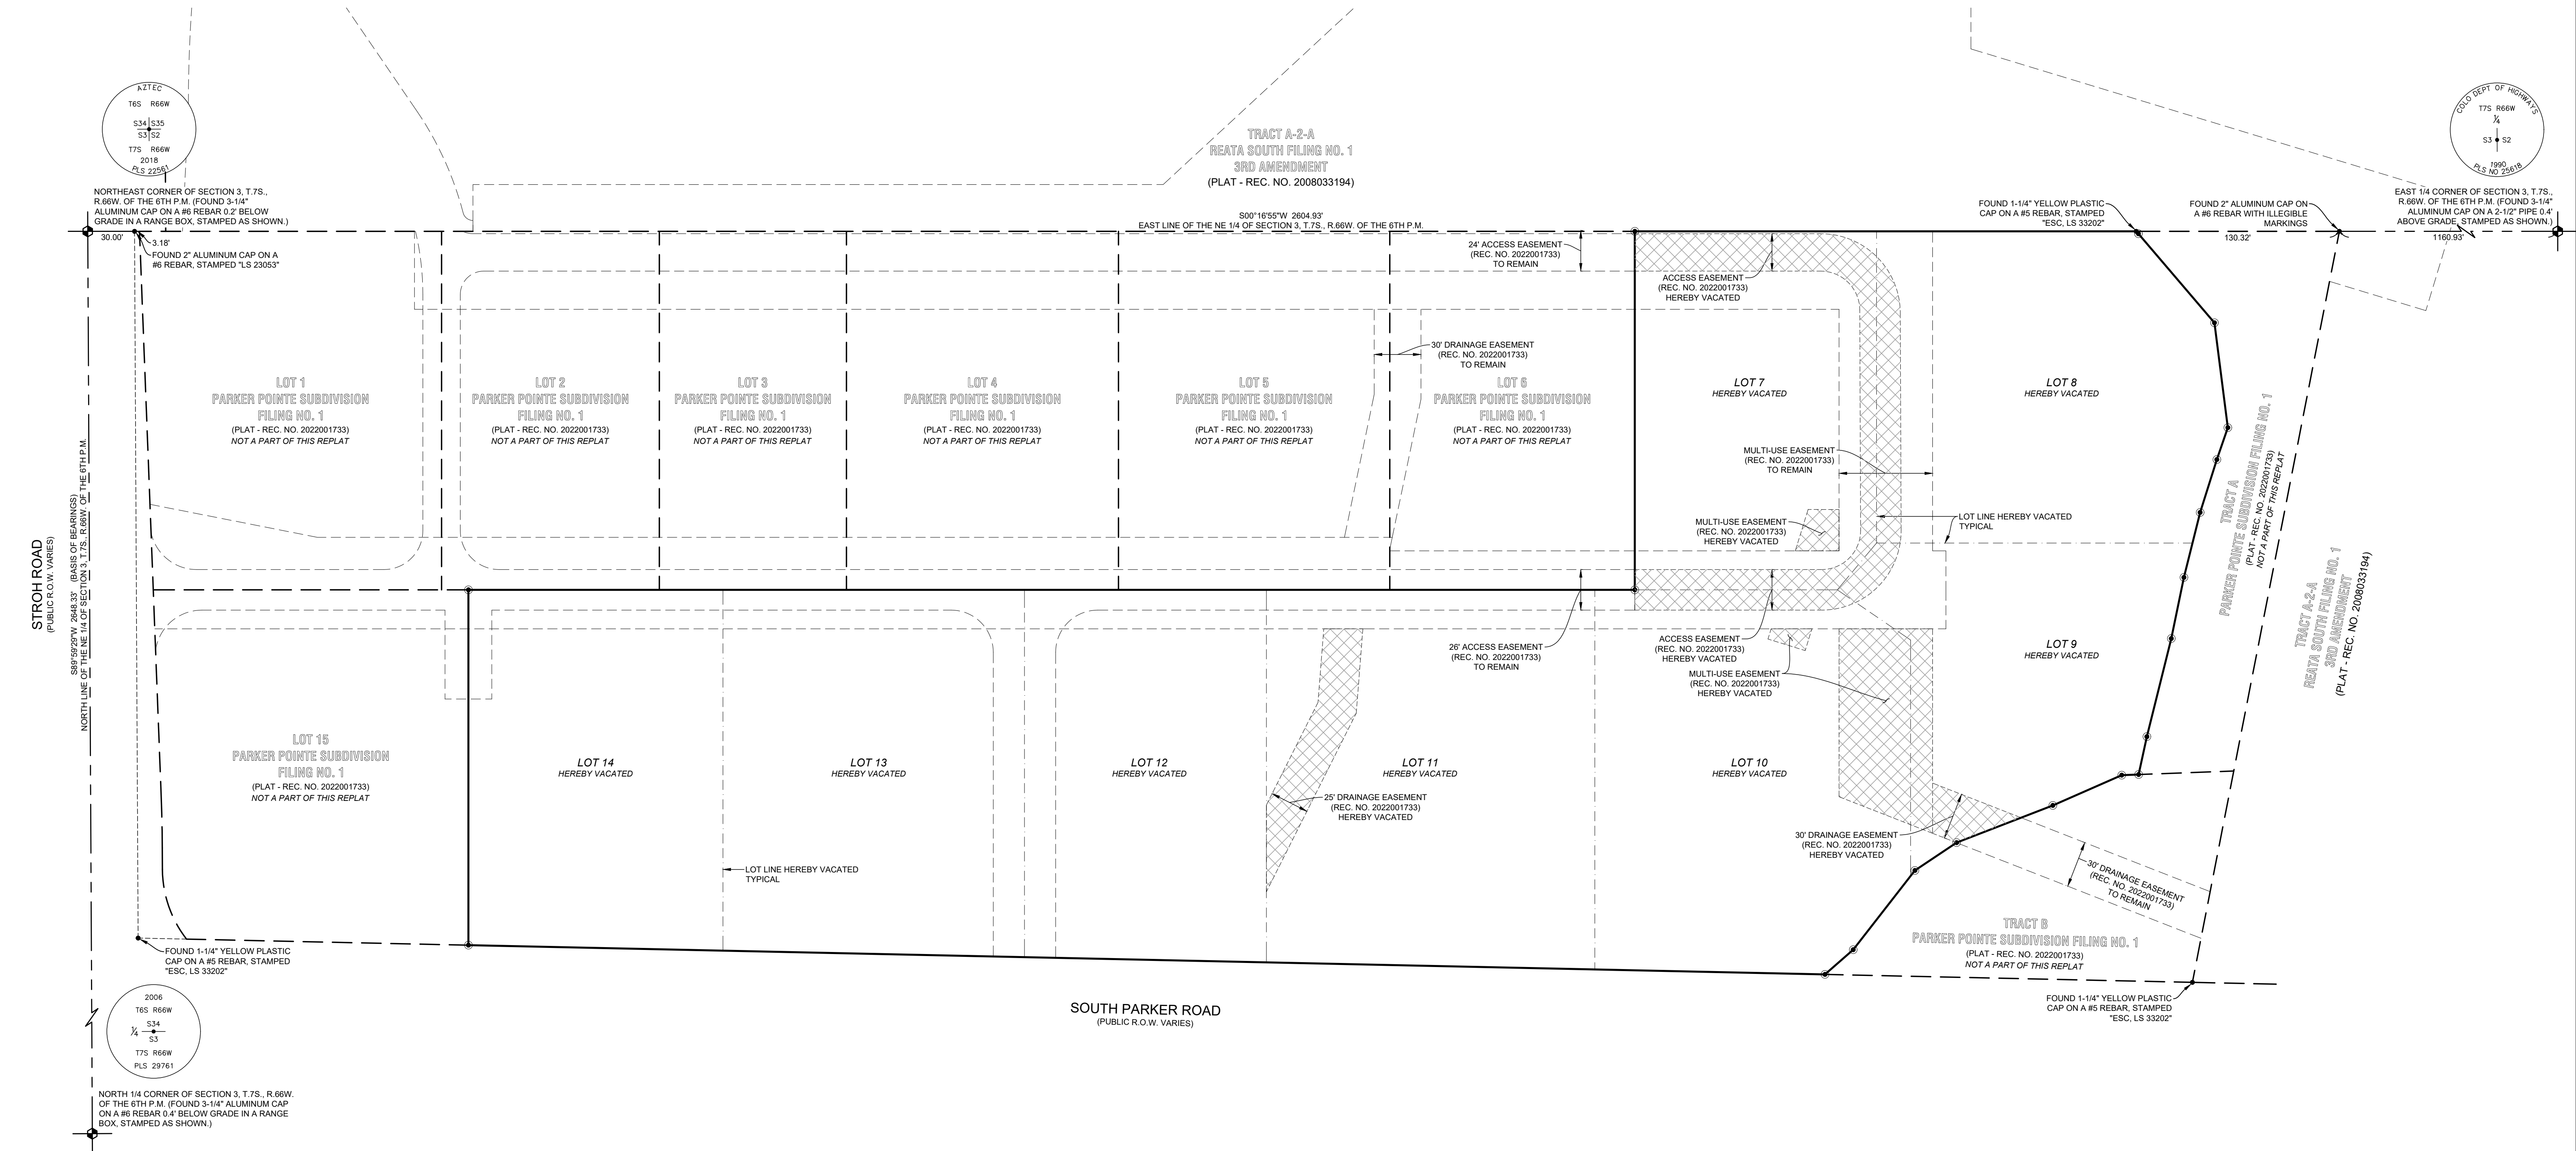 AZTEC
T6S R66W
S34 S35
S3 S2
T7S R66W
2018
PLS 22561
NORTHEAST CORNER OF SECTION 3, T.7S.,
R.66W. OF THE 6TH P.M. (FOUND 3-1/4"
ALUMINUM CAP ON A #6 REBAR 0.2' BELOW
GRADE IN A RANGE BOX, STAMPED AS SHOWN.)
30.00'
3.18'
FOUND 2" ALUMINUM CAP ON A
#6 REBAR, STAMPED "LS 23053"
TRACT A-2-A
REATA SOUTH FILING NO. 1
3RD AMENDMENT
(PLAT - REC. NO. 2008033194)
S00°16'55"W 2604.93'
EAST LINE OF THE NE 1/4 OF SECTION 3, T.7S., R.66W. OF THE 6TH P.M.
COLO DEPT OF HIGHWAYS
T7S R66W
1/4
S3 S2
1990
PLS NO 25618
EAST 1/4 CORNER OF SECTION 3, T.7S.,
R.66W. OF THE 6TH P.M. (FOUND 3-1/4"
ALUMINUM CAP ON A 2-1/2" PIPE 0.4'
ABOVE GRADE, STAMPED AS SHOWN.)
FOUND 1-1/4" YELLOW PLASTIC
CAP ON A #5 REBAR, STAMPED
"ESC, LS 33202"
FOUND 2" ALUMINUM CAP ON
A #6 REBAR WITH ILLEGIBLE
MARKINGS
130.32'
1160.93'
24' ACCESS EASEMENT
(REC. NO. 2022001733)
TO REMAIN
ACCESS EASEMENT
(REC. NO. 2022001733)
HEREBY VACATED
30' DRAINAGE EASEMENT
(REC. NO. 2022001733)
TO REMAIN
LOT 1
PARKER POINTE SUBDIVISION
FILING NO. 1
(PLAT - REC. NO. 2022001733)
NOT A PART OF THIS REPLAT
LOT 2
PARKER POINTE SUBDIVISION
FILING NO. 1
(PLAT - REC. NO. 2022001733)
NOT A PART OF THIS REPLAT
LOT 3
PARKER POINTE SUBDIVISION
FILING NO. 1
(PLAT - REC. NO. 2022001733)
NOT A PART OF THIS REPLAT
LOT 4
PARKER POINTE SUBDIVISION
FILING NO. 1
(PLAT - REC. NO. 2022001733)
NOT A PART OF THIS REPLAT
LOT 5
PARKER POINTE SUBDIVISION
FILING NO. 1
(PLAT - REC. NO. 2022001733)
NOT A PART OF THIS REPLAT
LOT 6
PARKER POINTE SUBDIVISION
FILING NO. 1
(PLAT - REC. NO. 2022001733)
NOT A PART OF THIS REPLAT
LOT 7
HEREBY VACATED
LOT 8
HEREBY VACATED
MULTI-USE EASEMENT
(REC. NO. 2022001733)
TO REMAIN
MULTI-USE EASEMENT
(REC. NO. 2022001733)
HEREBY VACATED
LOT LINE HEREBY VACATED
TYPICAL
TRACT A
PARKER POINTE SUBDIVISION FILING NO. 1
(PLAT - REC. NO. 2022001733)
NOT A PART OF THIS REPLAT
TRACT A-2-A
REATA SOUTH FILING NO. 1
3RD AMENDMENT
(PLAT - REC. NO. 2008033194)
STROH ROAD
(PUBLIC R.O.W. VARIES)
S89°59'29"W 2648.33' (BASIS OF BEARINGS)
NORTH LINE OF THE NE 1/4 OF SECTION 3, T.7S., R.66W. OF THE 6TH P.M.
26' ACCESS EASEMENT
(REC. NO. 2022001733)
TO REMAIN
ACCESS EASEMENT
(REC. NO. 2022001733)
HEREBY VACATED
MULTI-USE EASEMENT
(REC. NO. 2022001733)
HEREBY VACATED
LOT 9
HEREBY VACATED
LOT 15
PARKER POINTE SUBDIVISION
FILING NO. 1
(PLAT - REC. NO. 2022001733)
NOT A PART OF THIS REPLAT
LOT 14
HEREBY VACATED
LOT 13
HEREBY VACATED
LOT 12
HEREBY VACATED
LOT 11
HEREBY VACATED
LOT 10
HEREBY VACATED
25' DRAINAGE EASEMENT
(REC. NO. 2022001733)
HEREBY VACATED
30' DRAINAGE EASEMENT
(REC. NO. 2022001733)
HEREBY VACATED
30' DRAINAGE EASEMENT
(REC. NO. 2022001733)
TO REMAIN
LOT LINE HEREBY VACATED
TYPICAL
TRACT B
PARKER POINTE SUBDIVISION FILING NO. 1
(PLAT - REC. NO. 2022001733)
NOT A PART OF THIS REPLAT
FOUND 1-1/4" YELLOW PLASTIC
CAP ON A #5 REBAR, STAMPED
"ESC, LS 33202"
FOUND 1-1/4" YELLOW PLASTIC
CAP ON A #5 REBAR, STAMPED
"ESC, LS 33202"
SOUTH PARKER ROAD
(PUBLIC R.O.W. VARIES)
2006
T6S R66W
S34
1/4
S3
T7S R66W
PLS 29761
NORTH 1/4 CORNER OF SECTION 3, T.7S., R.66W.
OF THE 6TH P.M. (FOUND 3-1/4" ALUMINUM CAP
ON A #6 REBAR 0.4' BELOW GRADE IN A RANGE
BOX, STAMPED AS SHOWN.)